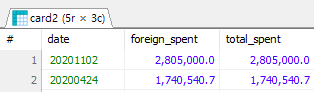 card2 (5r × 3c)
# date foreign_spent total_spent
1 20201102 2,805,000.0 2,805,000.0
2 20200424 1,740,540.7 1,740,540.7